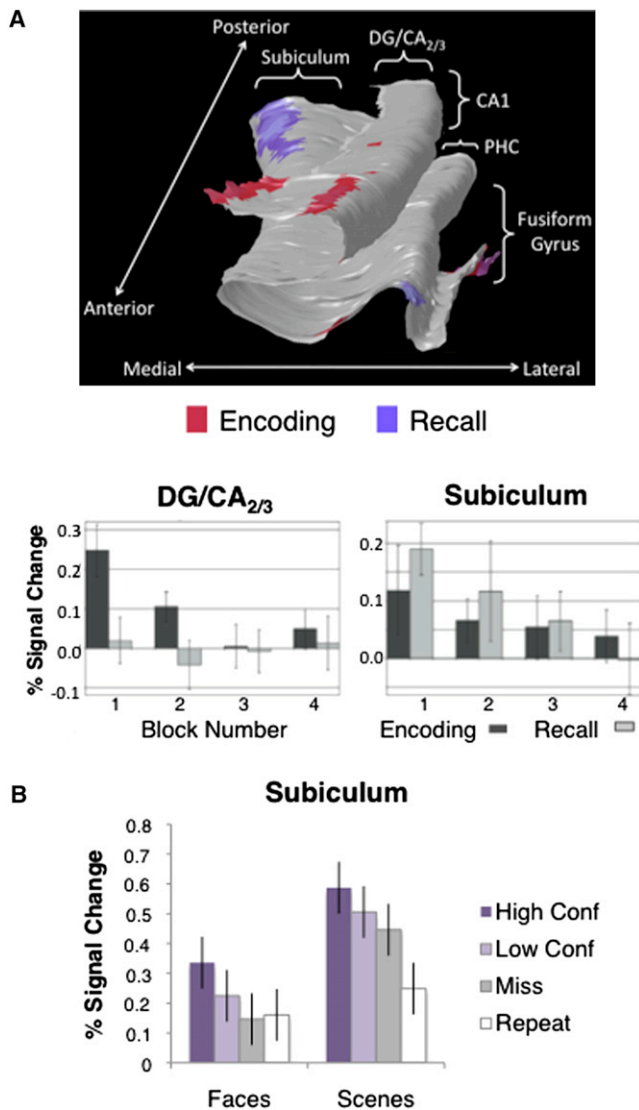 A
Posterior
Subiculum
DG/CA2/3
CA1
PHC
Fusiform
Gyrus
Anterior
Medial
Lateral
Encoding
Recall
DG/CA2/3
Subiculum
% Signal Change
0.3
0.1
0.0
-0.1
1 2 3 4
Block Number
0.2
0.1
0.0
1 2 3 4
Encoding
Recall
B
Subiculum
% Signal Change
0.8
0.7
0.6
0.5
0.4
0.3
0.2
0.1
0
Faces
Scenes
High Conf
Low Conf
Miss
Repeat